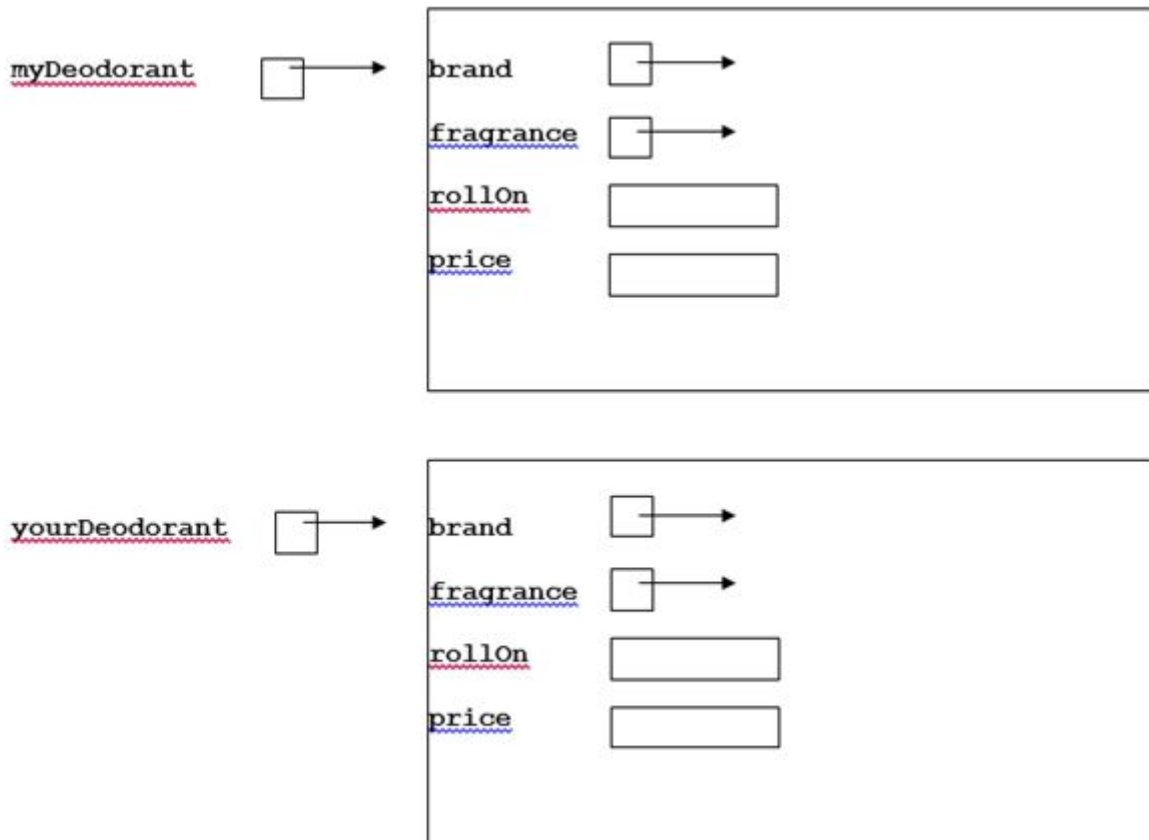 myDeodorant
brand
fragrance
rollOn
price
yourDeodorant
brand
fragrance
rollOn
price